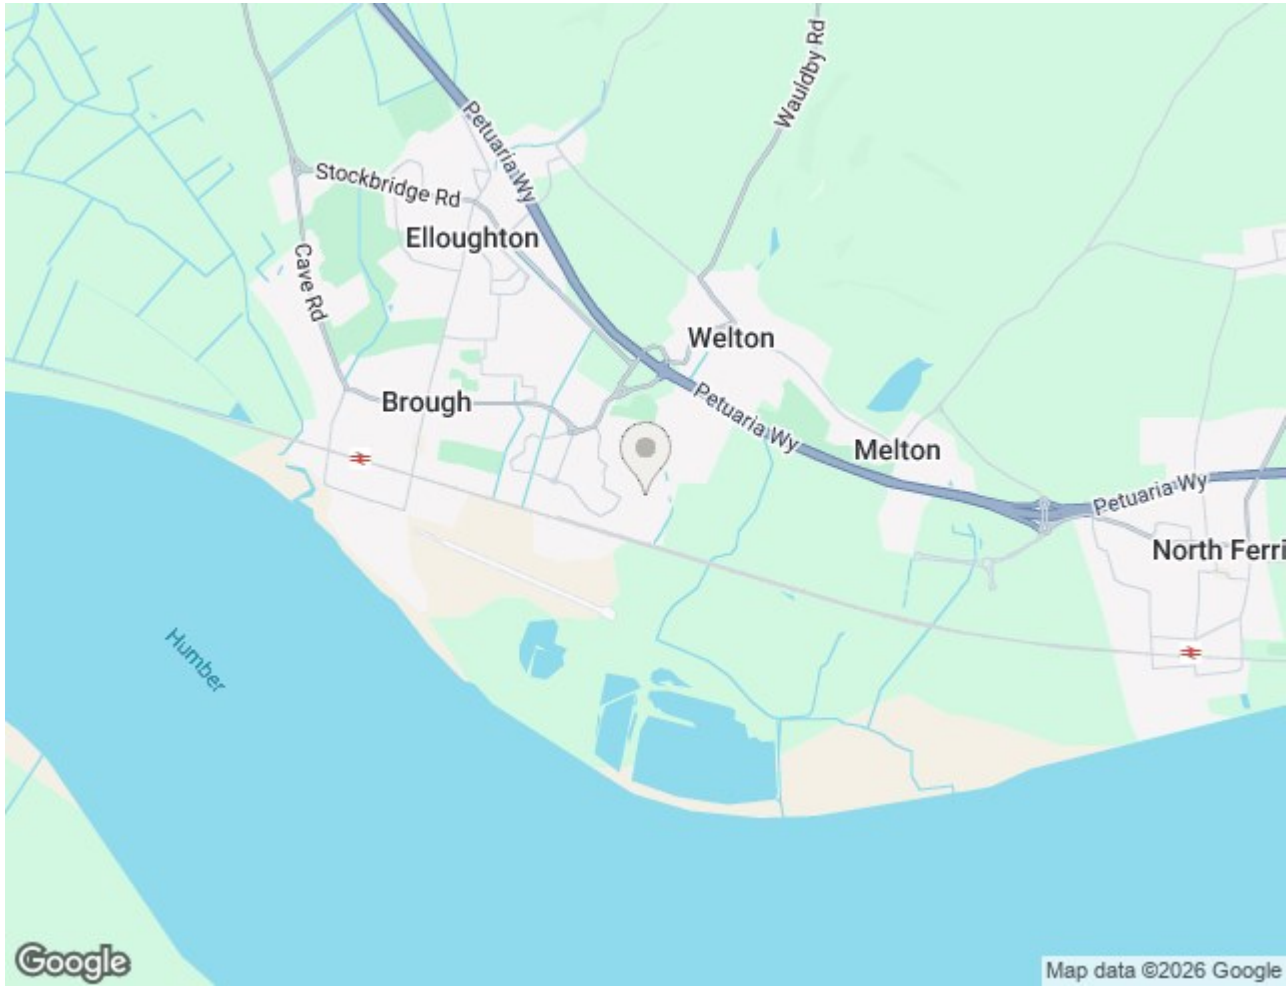 Wauldby Rd
Petuaria Wy
Stockbridge Rd
Elloughton
Cave Rd
Welton
Brough
Petuaria Wy
Melton
Petuaria Wy
North Ferri
Humber
Google
Map data ©2026 Google